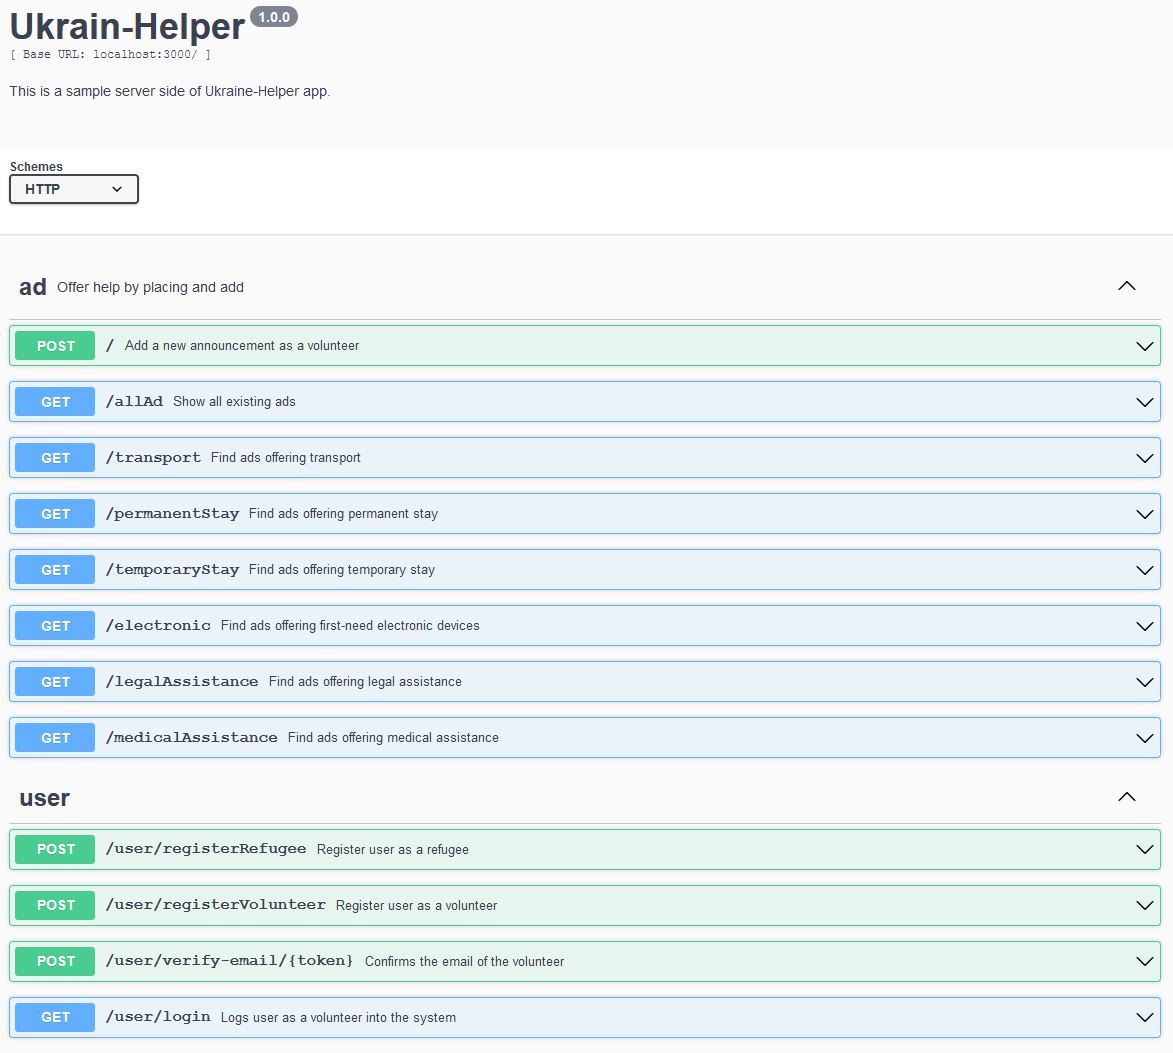 Ukrain-Helper 1.0.0
[ Base URL: localhost:3000/ ]
This is a sample server side of Ukraine-Helper app.
Schemes
HTTP
ad Offer help by placing and add
POST / Add a new announcement as a volunteer
GET /allAd Show all existing ads
GET /transport Find ads offering transport
GET /permanentStay Find ads offering permanent stay
GET /temporaryStay Find ads offering temporary stay
GET /electronic Find ads offering first-need electronic devices
GET /legalAssistance Find ads offering legal assistance
GET /medicalAssistance Find ads offering medical assistance
user
POST /user/registerRefugee Register user as a refugee
POST /user/registerVolunteer Register user as a volunteer
POST /user/verify-email/{token} Confirms the email of the volunteer
GET /user/login Logs user as a volunteer into the system